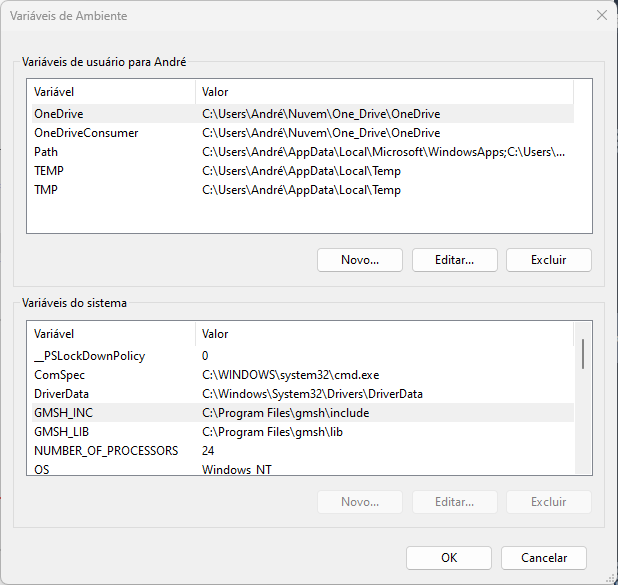 Variáveis de Ambiente
Variáveis de usuário para André
Variável Valor
OneDrive C:\Users\André\Nuvem\One_Drive\OneDrive
OneDriveConsumer C:\Users\André\Nuvem\One_Drive\OneDrive
Path C:\Users\André\AppData\Local\Microsoft\WindowsApps;C:\Users\...
TEMP C:\Users\André\AppData\Local\Temp
TMP C:\Users\André\AppData\Local\Temp
Novo... Editar... Excluir
Variáveis do sistema
Variável Valor
__PSLockDownPolicy 0
ComSpec C:\WINDOWS\system32\cmd.exe
DriverData C:\Windows\System32\Drivers\DriverData
GMSH_INC C:\Program Files\gmsh\include
GMSH_LIB C:\Program Files\gmsh\lib
NUMBER_OF_PROCESSORS 24
OS Windows_NT
Novo... Editar... Excluir
OK Cancelar